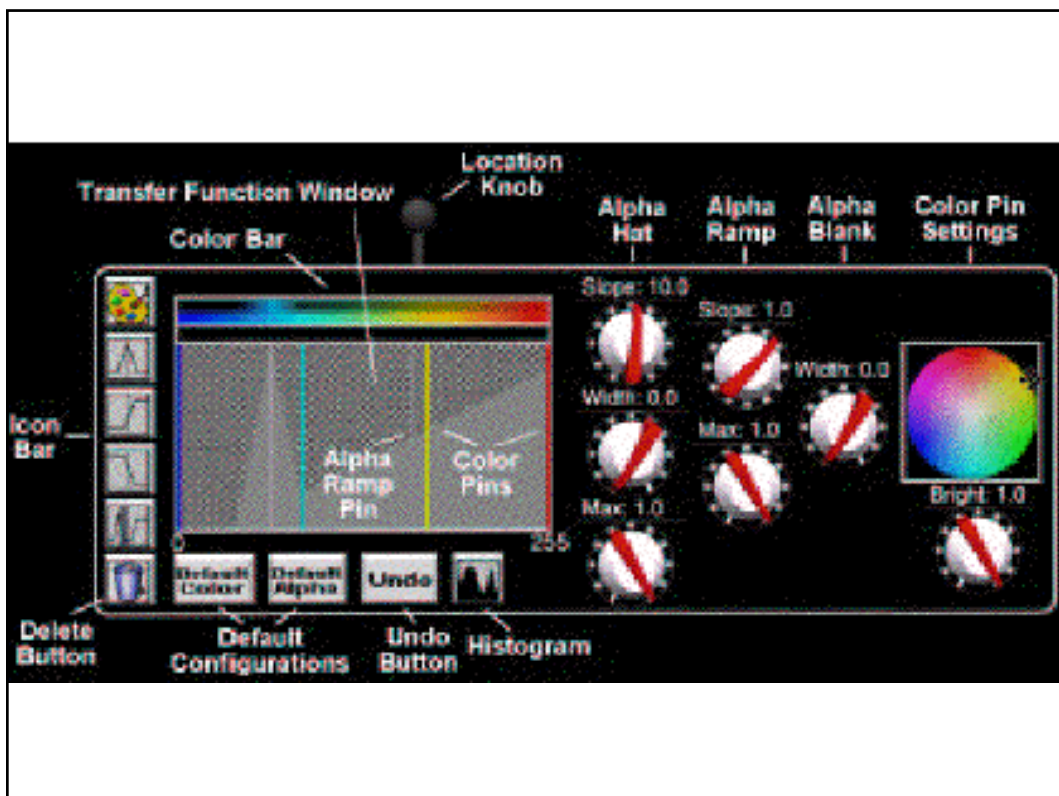 Location
Knob
Transfer Function Window
Color Bar
Alpha
Hat
Alpha
Ramp
Alpha
Blank
Color Pin
Settings
Slope: 10.0
Slope: 1.0
Width: 0.0
Width: 0.0
Max: 1.0
Max: 1.0
Bright: 1.0
Icon
Bar
Alpha
Ramp
Pin
Color
Pins
0
255
Default
Color
Default
Alpha
Undo
Delete
Button
Default
Configurations
Undo
Button
Histogram